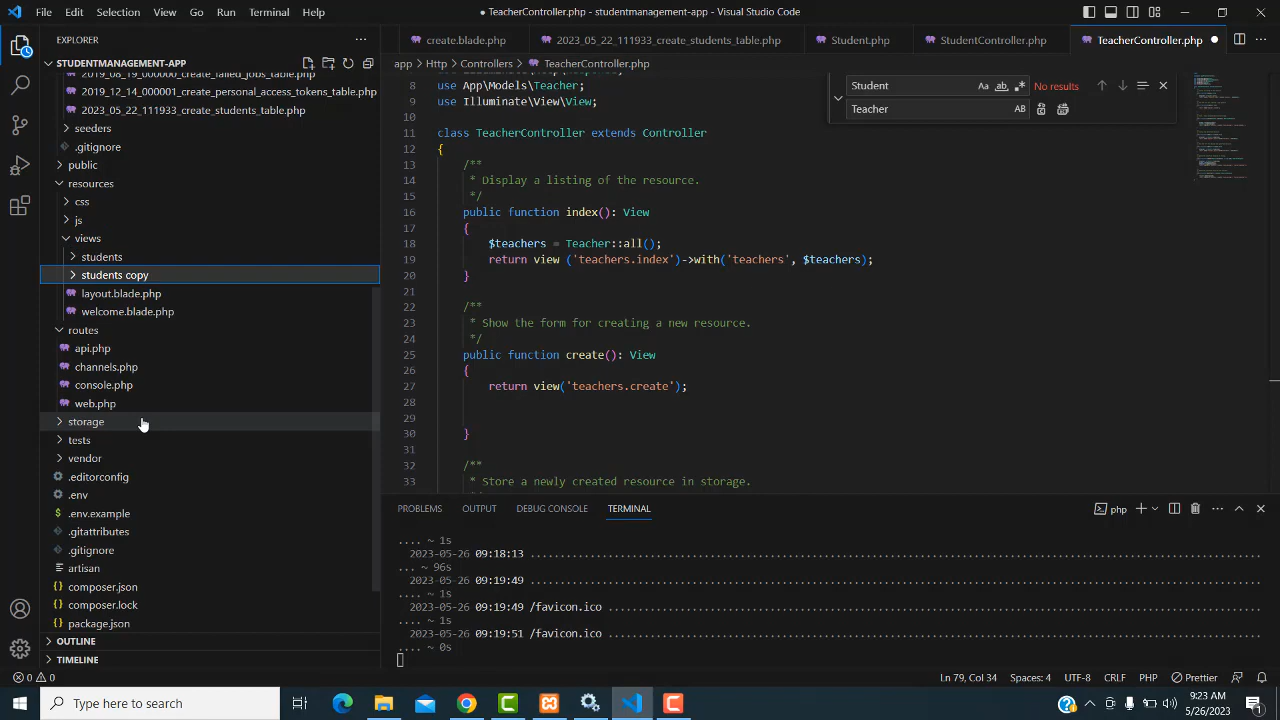 File Edit Selection View Go Run Terminal Help
● TeacherController.php - studentmanagement-app - Visual Studio Code
EXPLORER
create.blade.php
2023_05_22_111933_create_students_table.php
Student.php
StudentController.php
TeacherController.php
STUDENTMANAGEMENT-APP
app > Http > Controllers > TeacherController.php
2019_08_19_000000_create_failed_jobs_table.php
2019_12_14_000001_create_personal_access_tokens_table.php
2023_05_22_111933_create_students_table.php
seeders
.gitignore
public
resources
css
js
views
students
students copy
layout.blade.php
welcome.blade.php
routes
api.php
channels.php
console.php
web.php
storage
tests
vendor
.editorconfig
.env
.env.example
.gitattributes
.gitignore
artisan
composer.json
composer.lock
package.json
OUTLINE
TIMELINE
Student Aa ab .* No results
Teacher AB
8 use App\Models\Teacher;
9 use Illuminate\View\View;
10
11 class TeacherController extends Controller
12 {
13 /**
14 * Display a listing of the resource.
15 */
16 public function index(): View
17 {
18 $teachers = Teacher::all();
19 return view ('teachers.index')->with('teachers', $teachers);
20 }
21
22 /**
23 * Show the form for creating a new resource.
24 */
25 public function create(): View
26 {
27 return view('teachers.create');
28
29
30 }
31
32 /**
33 * Store a newly created resource in storage.
PROBLEMS OUTPUT DEBUG CONSOLE TERMINAL
php
.... ~ 1s
2023-05-26 09:18:13 ....................
... ~ 96s
2023-05-26 09:19:49 ....................
.... ~ 1s
2023-05-26 09:19:49 /favicon.ico ....................
.... ~ 1s
2023-05-26 09:19:51 /favicon.ico ....................
.... ~ 0s
0 0
Ln 79, Col 34 Spaces: 4 UTF-8 CRLF PHP Prettier
Type here to search
9:23 AM
5/26/2023